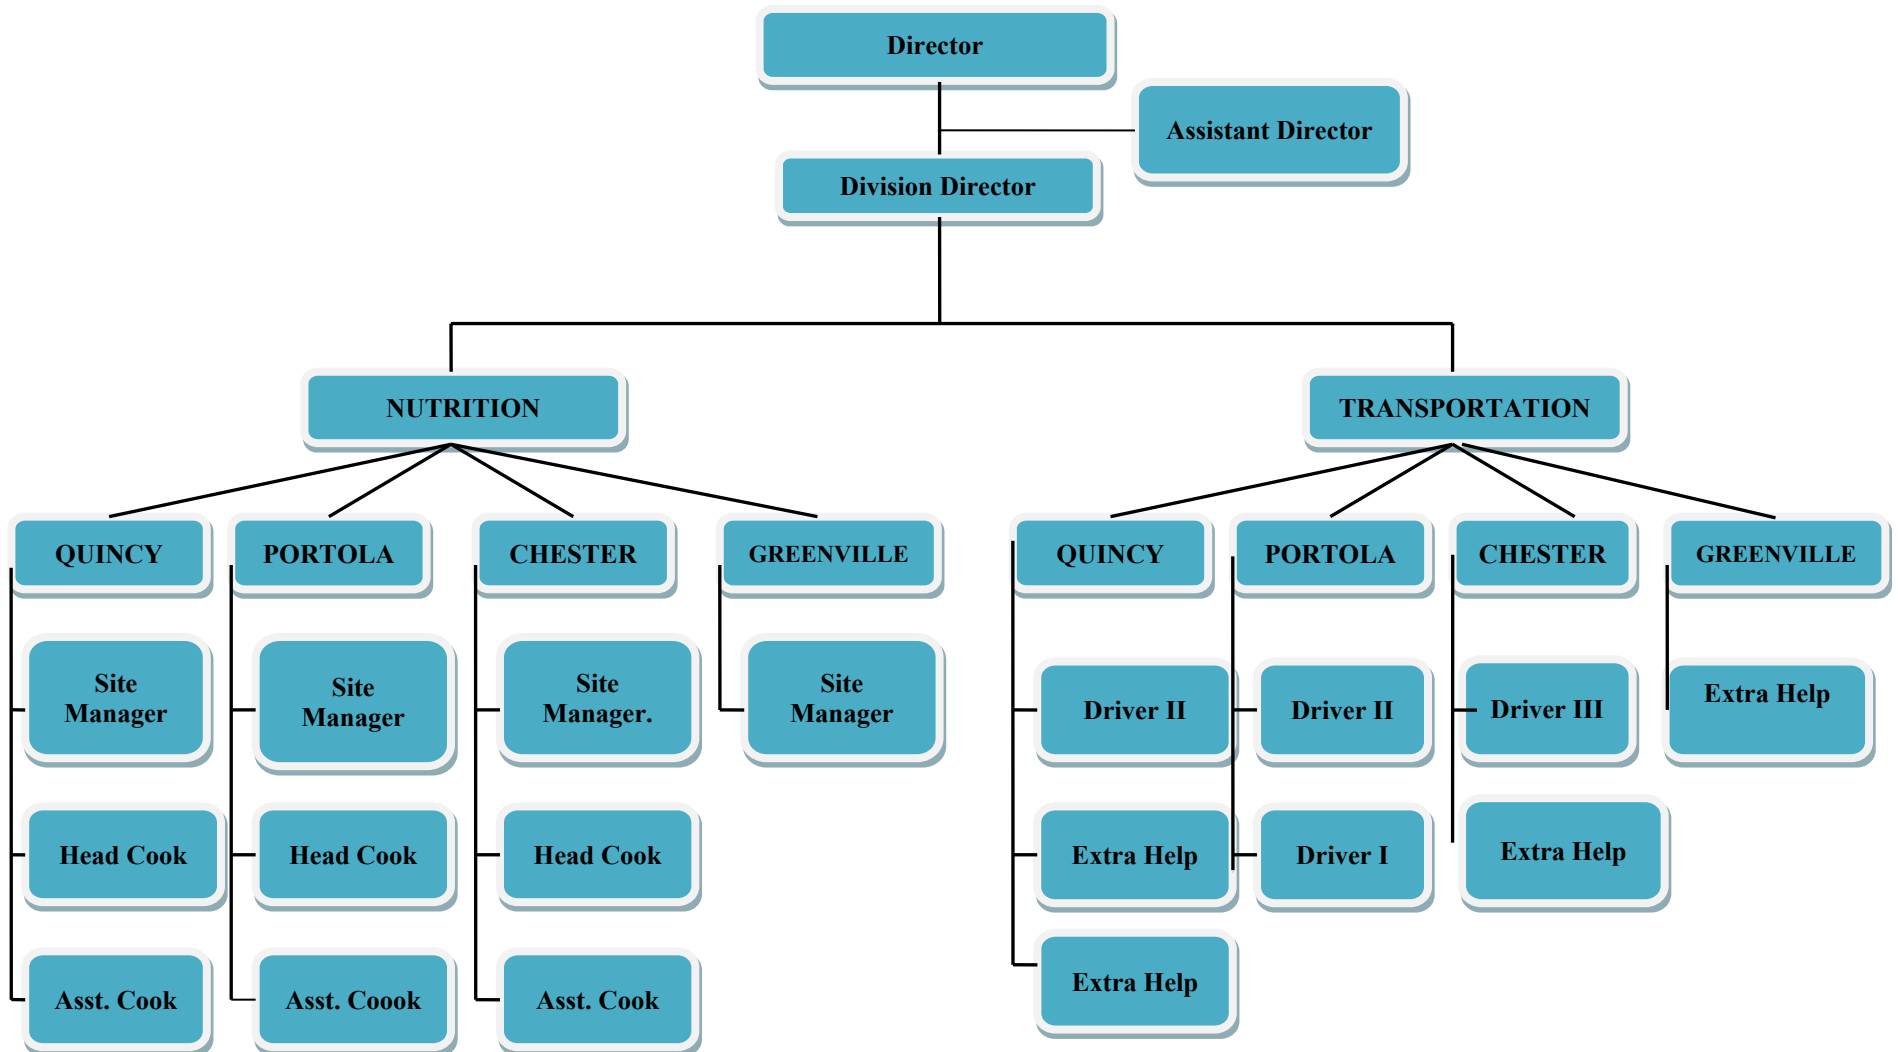 Director
Assistant Director
Division Director
NUTRITION
TRANSPORTATION
QUINCY
PORTOLA
CHESTER
GREENVILLE
QUINCY
PORTOLA
CHESTER
GREENVILLE
Site
Manager
Site
Manager
Site
Manager.
Site
Manager
Driver II
Driver II
Driver III
Extra Help
Head Cook
Head Cook
Head Cook
Extra Help
Driver I
Extra Help
Asst. Cook
Asst. Coook
Asst. Cook
Extra Help